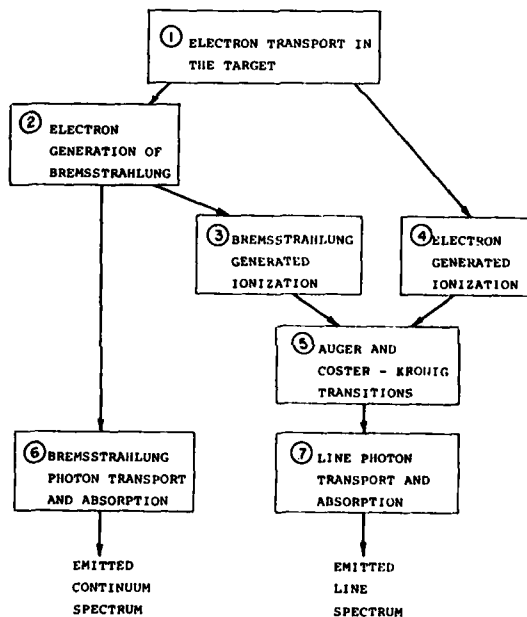 ① ELECTRON TRANSPORT IN
THE TARGET
② ELECTRON
GENERATION OF
BREMSSTRAHLUNG
③ BREMSSTRAHLUNG
GENERATED
IONIZATION
④ ELECTRON
GENERATED
IONIZATION
⑤ AUGER AND
COSTER - KRONIG
TRANSITIONS
⑥ BREMSSTRAHLUNG
PHOTON TRANSPORT
AND ABSORPTION
⑦ LINE PHOTON
TRANSPORT AND
ABSORPTION
EMITTED
CONTINUUM
SPECTRUM
EMITTED
LINE
SPECTRUM